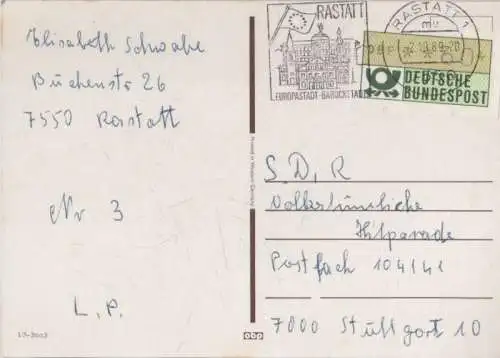 Elisabeth Schwabe
Buchenstr 26
7550 Rastatt
Nr 3
L.P.
RASTATT
EUROPASTADT-BAROCKSTADT
RASTATT 1
DEUTSCHE
BUNDESPOST
S.D.R
Volkstümliche
Hitparade
Postfach 104141
7000 Stuttgart 10
abp